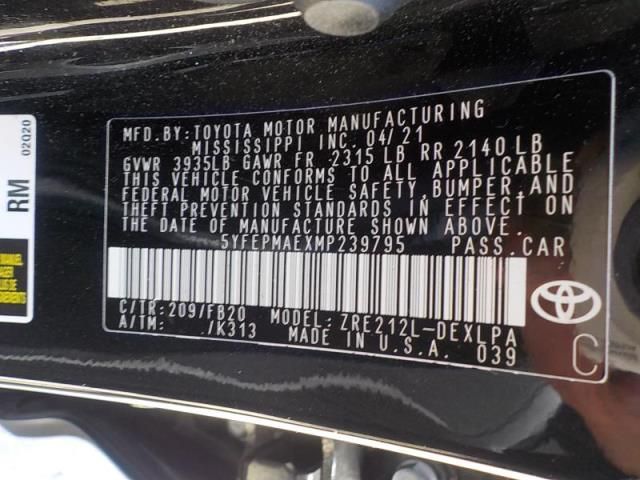 MFD.BY:TOYOTA MOTOR MANUFACTURING
MISSISSIPPI INC. 04/21
GVWR 3935LB GAWR FR 2315 LB RR 2140 LB
THIS VEHICLE CONFORMS TO ALL APPLICABLE
FEDERAL MOTOR VEHICLE SAFETY, BUMPER, AND
THEFT PREVENTION STANDARDS IN EFFECT ON
THE DATE OF MANUFACTURE SHOWN ABOVE.
5YFEPMAEXMP239795 PASS.CAR
C/TR: 209/FB20 MODEL: ZRE212L-DEXLPA
A/TM: ./K313 MADE IN U.S.A. 039
C
RM
02020